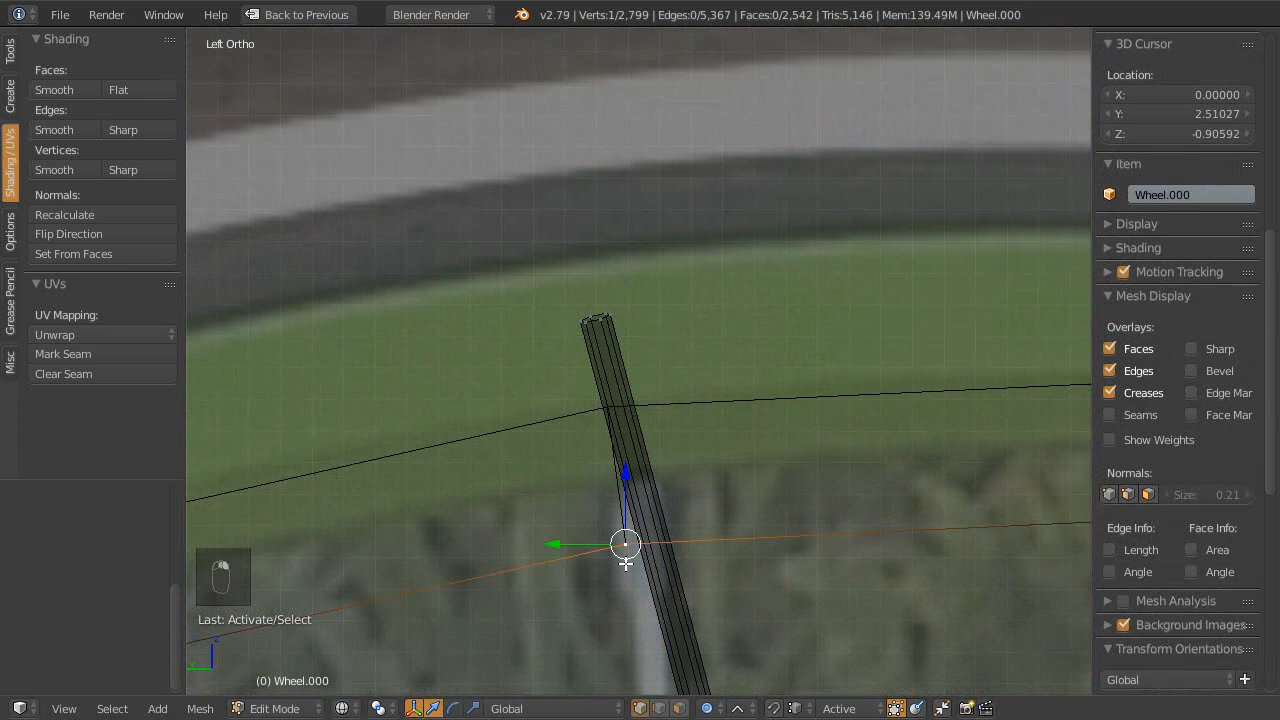 File Render Window Help Back to Previous Blender Render v2.79 | Verts:1/2,799 | Edges:0/5,367 | Faces:0/2,542 | Tris:5,146 | Mem:139.49M | Wheel.000
Tools
Create
Shading / UVs
Options
Grease Pencil
Misc
Shading
Faces:
Smooth Flat
Edges:
Smooth Sharp
Vertices:
Smooth Sharp
Normals:
Recalculate
Flip Direction
Set From Faces
UVs
UV Mapping:
Unwrap
Mark Seam
Clear Seam
Left Ortho
Last: Activate/Select
(0) Wheel.000
3D Cursor
Location:
X: 0.00000
Y: 2.51027
Z: -0.90592
Item
Wheel.000
Display
Shading
Motion Tracking
Mesh Display
Overlays:
Faces Sharp
Edges Bevel
Creases Edge Mar
Seams Face Mar
Show Weights
Normals:
Size: 0.21
Edge Info: Face Info:
Length Area
Angle Angle
Mesh Analysis
Background Images
Transform Orientations
Global
View Select Add Mesh Edit Mode Global Active